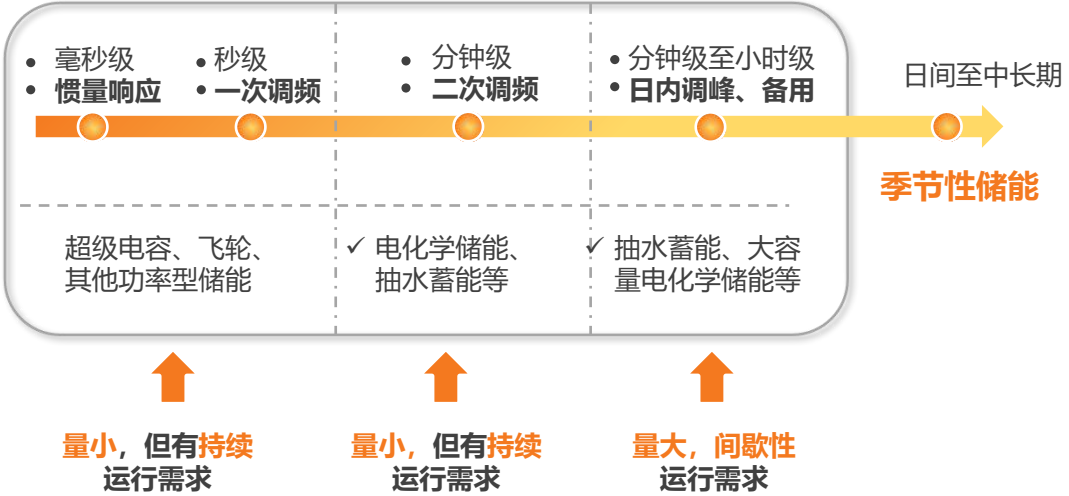 毫秒级
惯量响应
秒级
一次调频
分钟级
二次调频
分钟级至小时级
日内调峰、备用
日间至中长期
季节性储能
超级电容、飞轮、
其他功率型储能
电化学储能、
抽水蓄能等
抽水蓄能、大容
量电化学储能等
量小，但有持续
运行需求
量小，但有持续
运行需求
量大，间歇性
运行需求